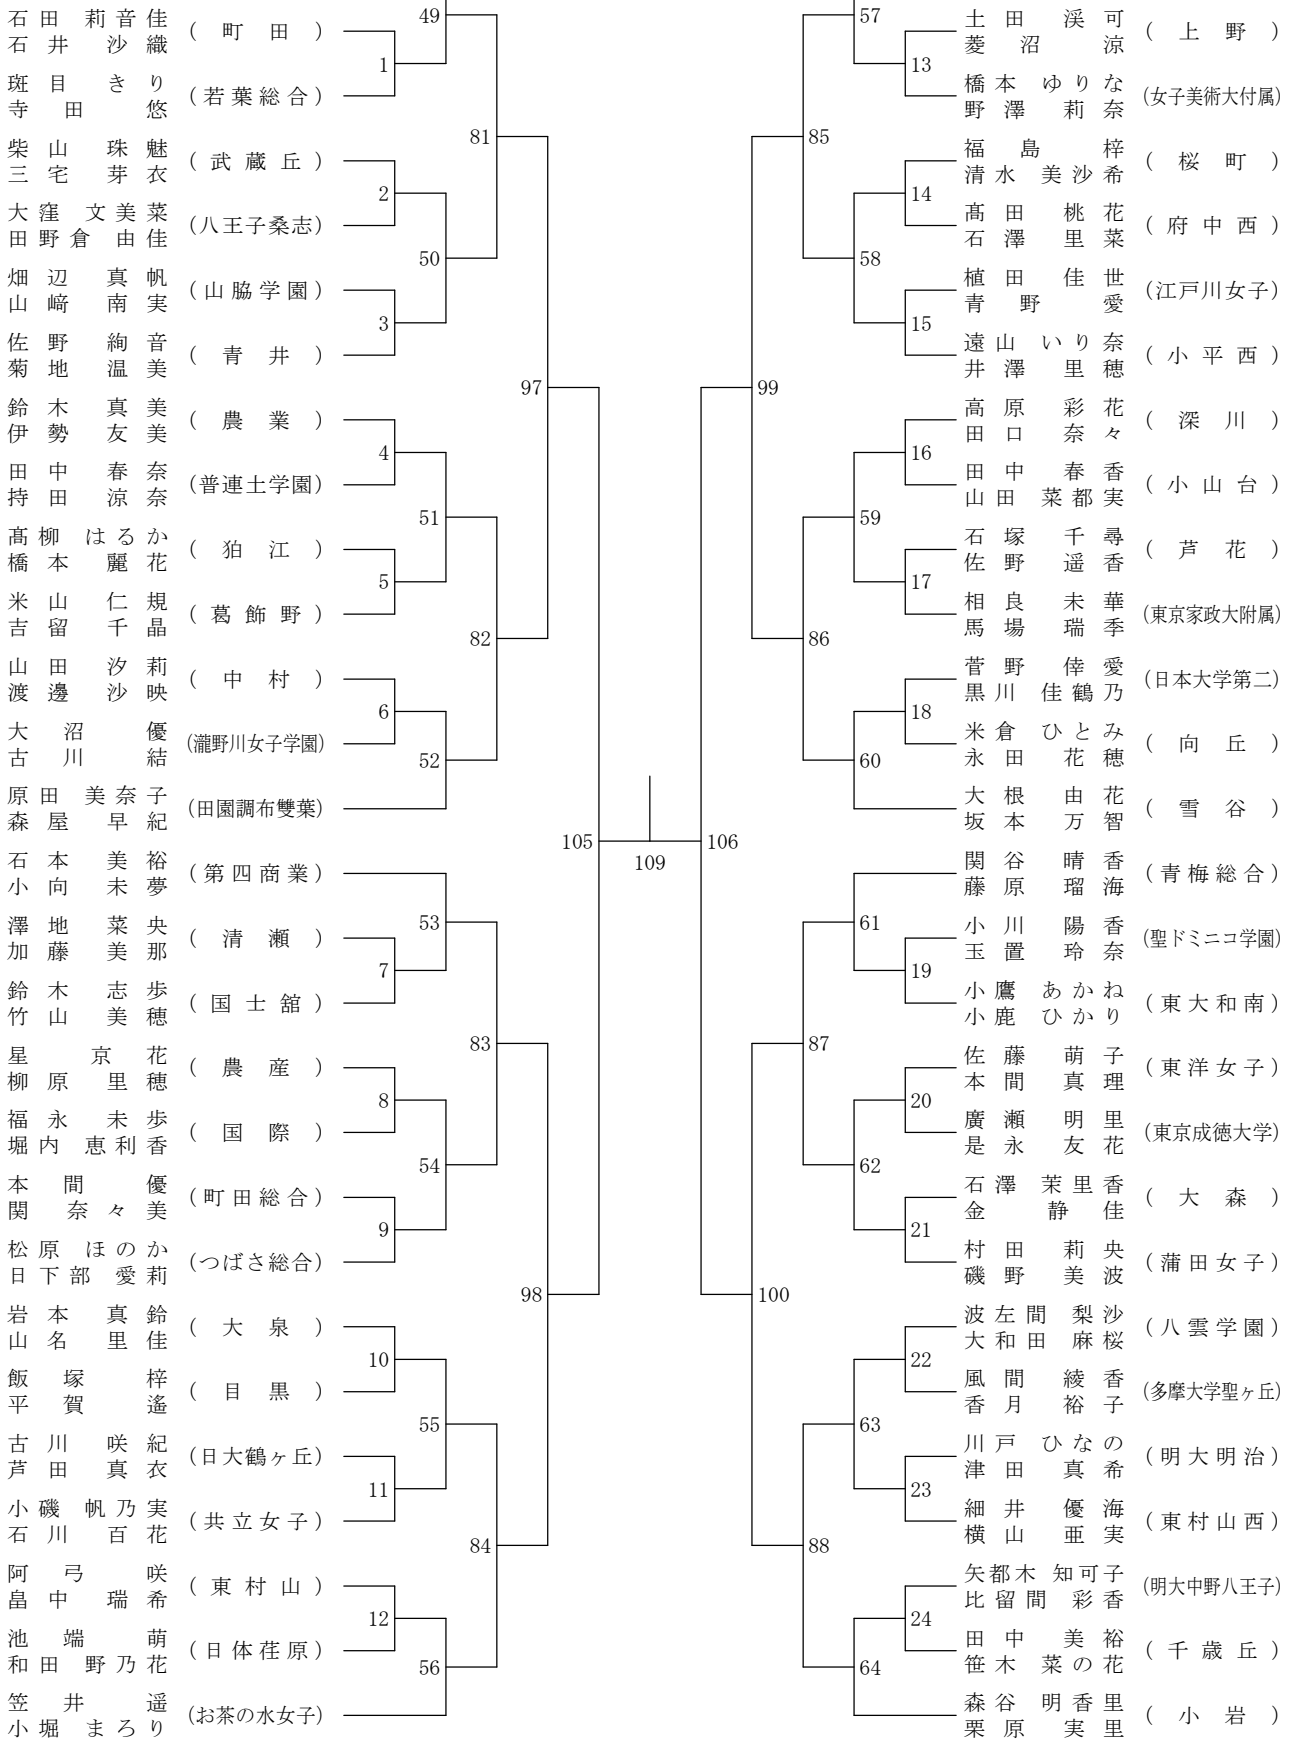 石田 莉音佳
石井 沙織
(町田)
斑目 きり
寺田 悠
(若葉総合)
柴山 珠魅
三宅 芽衣
(武蔵丘)
大窪 文美菜
田野倉 由佳
(八王子桑志)
畑辺 真帆
山﨑 南実
(山脇学園)
佐野 絢音
菊地 温美
(青井)
鈴木 真美
伊勢 友美
(農業)
田中 春奈
持田 涼奈
(普連土学園)
髙柳 はるか
橋本 麗花
(狛江)
米山 仁規
吉留 千晶
(葛飾野)
山田 汐莉
渡邊 沙映
(中村)
大沼 優
古川 結
(瀧野川女子学園)
原田 美奈子
森屋 早紀
(田園調布雙葉)
石本 美裕
小向 未夢
(第四商業)
澤地 菜央
加藤 美那
(清瀬)
鈴木 志歩
竹山 美穂
(国士舘)
星 京花
柳原 里穂
(農産)
福永 未歩
堀内 恵利香
(国際)
本間 優
関 奈々美
(町田総合)
松原 ほのか
日下部 愛莉
(つばさ総合)
岩本 真鈴
山名 里佳
(大泉)
飯塚 梓
平賀 遙
(目黒)
古川 咲紀
芦田 真衣
(日大鶴ヶ丘)
小磯 帆乃実
石川 百花
(共立女子)
阿弓 咲
畠中 瑞希
(東村山)
池端 萌
和田 野乃花
(日体荏原)
笠井 遥
小堀 まろり
(お茶の水女子)
49
1
81
2
50
3
97
4
51
5
82
6
52
105
53
7
83
8
54
9
98
10
55
11
84
12
56
109
57
13
85
14
58
15
99
16
59
17
86
18
60
106
61
19
87
20
62
21
100
22
63
23
88
24
64
土田 渓可
菱沼 涼
(上野)
橋本 ゆりな
野澤 莉奈
(女子美術大付属)
福島 梓
清水 美沙希
(桜町)
髙田 桃花
石澤 里菜
(府中西)
植田 佳世
青野 愛
(江戸川女子)
遠山 いり奈
井澤 里穂
(小平西)
高原 彩花
田口 奈々
(深川)
田中 春香
山田 菜都実
(小山台)
石塚 千尋
佐野 遥香
(芦花)
相良 未華
馬場 瑞季
(東京家政大附属)
菅野 倖愛
黒川 佳鶴乃
(日本大学第二)
米倉 ひとみ
永田 花穂
(向丘)
大根 由花
坂本 万智
(雪谷)
関谷 晴香
藤原 瑠海
(青梅総合)
小川 陽香
玉置 玲奈
(聖ドミニコ学園)
小鷹 あかね
小鹿 ひかり
(東大和南)
佐藤 萌子
本間 真理
(東洋女子)
廣瀬 明里
是永 友花
(東京成徳大学)
石澤 茉里香
金 静佳
(大森)
村田 莉央
磯野 美波
(蒲田女子)
波左間 梨沙
大和田 麻桜
(八雲学園)
風間 綾香
香月 裕子
(多摩大学聖ヶ丘)
川戸 ひなの
津田 真希
(明大明治)
細井 優海
横山 亜実
(東村山西)
矢都木 知可子
比留間 彩香
(明大中野八王子)
田中 美裕
笹木 菜の花
(千歳丘)
森谷 明香里
栗原 実里
(小岩)